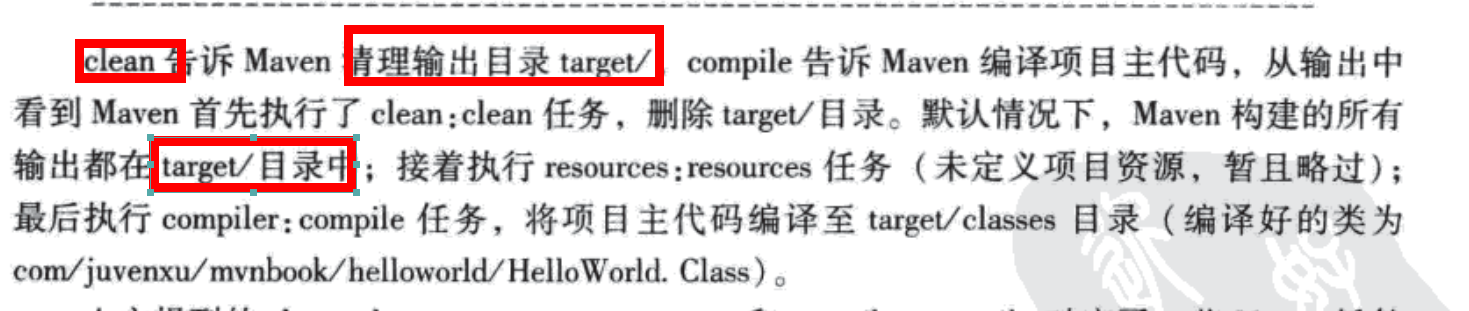 clean 告诉 Maven 清理输出目录 target/，compile 告诉 Maven 编译项目主代码，从输出中
看到 Maven 首先执行了 clean:clean 任务，删除 target/目录。默认情况下，Maven 构建的所有
输出都在 target/目录中；接着执行 resources:resources 任务（未定义项目资源，暂且略过）；
最后执行 compiler:compile 任务，将项目主代码编译至 target/classes 目录（编译好的类为
com/juvenxu/mvnbook/helloworld/HelloWorld. Class）。